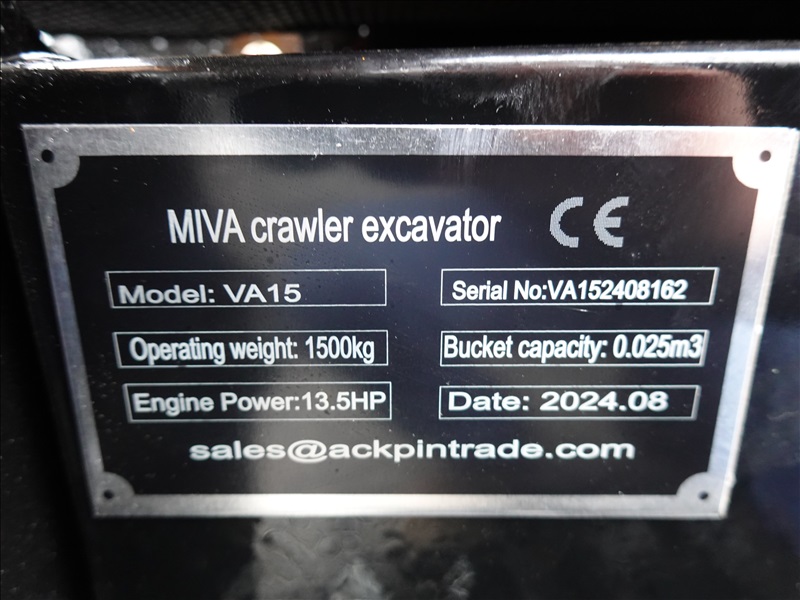 MIVA crawler excavator CE
Model: VA15 Serial No:VA152408162
Operating weight: 1500kg Bucket capacity: 0.025m3
Engine Power:13.5HP Date: 2024.08
sales@ackpintrade.com